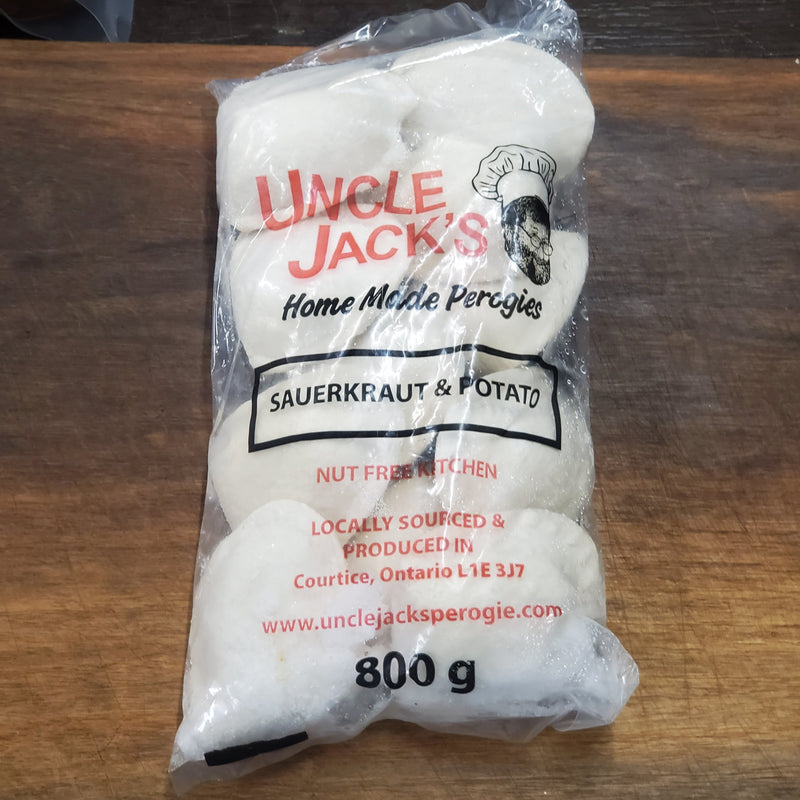 UNCLE
JACK'S
Home Made Perogies
SAUERKRAUT & POTATO
NUT FREE KITCHEN
LOCALLY SOURCED &
PRODUCED IN
Courtice, Ontario L1E 3J7
www.unclejacksperogie.com
800 g